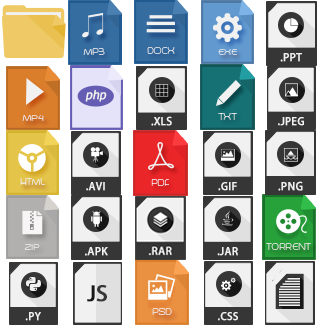 MP3
DOCX
EXE
.PPT
MP4
php
.XLS
TXT
.JPEG
HTML
.AVI
PDF
.GIF
.PNG
ZIP
.APK
.RAR
.JAR
TORRENT
.PY
JS
PSD
.CSS